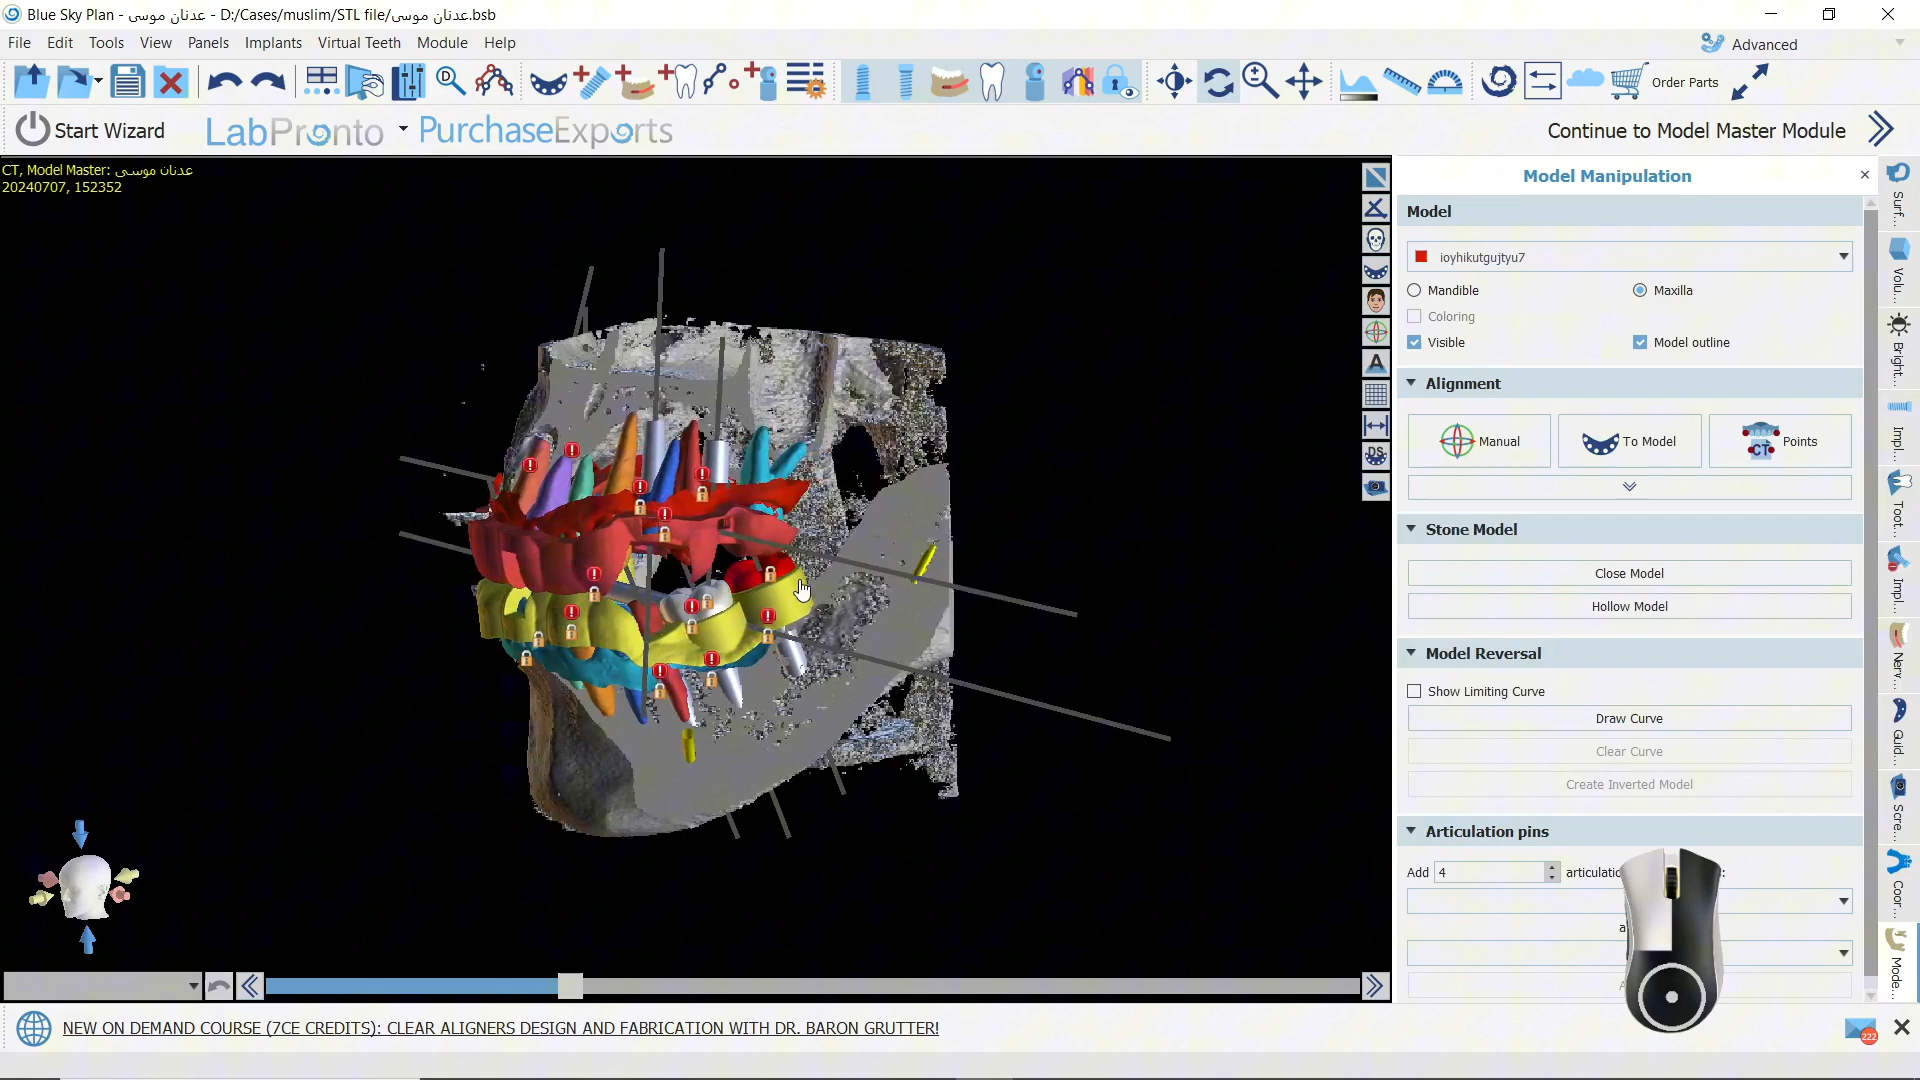 Blue Sky Plan - عدنان موسى - D:/Cases/muslim/STL file/عدنان موسى.bsb
File Edit Tools View Panels Implants Virtual Teeth Module Help
Advanced
D
Order Parts
Start Wizard
LabPronto
PurchaseExports
Continue to Model Master Module
CT, Model Master: عدنان موسى
20240707, 152352
Model Manipulation
Model
ioyhikutgujtyu7
Mandible
Maxilla
Coloring
Visible
Model outline
Alignment
Manual
To Model
CT
Points
Stone Model
Close Model
Hollow Model
Model Reversal
Show Limiting Curve
Draw Curve
Clear Curve
Create Inverted Model
Articulation pins
Add 4
A
DS
Surf...
Volu...
Bright...
Impl...
Toot...
Impl...
Nerv...
Guid...
Scre...
Coor...
Mode...
NEW ON DEMAND COURSE (7CE CREDITS): CLEAR ALIGNERS DESIGN AND FABRICATION WITH DR. BARON GRUTTER!
222